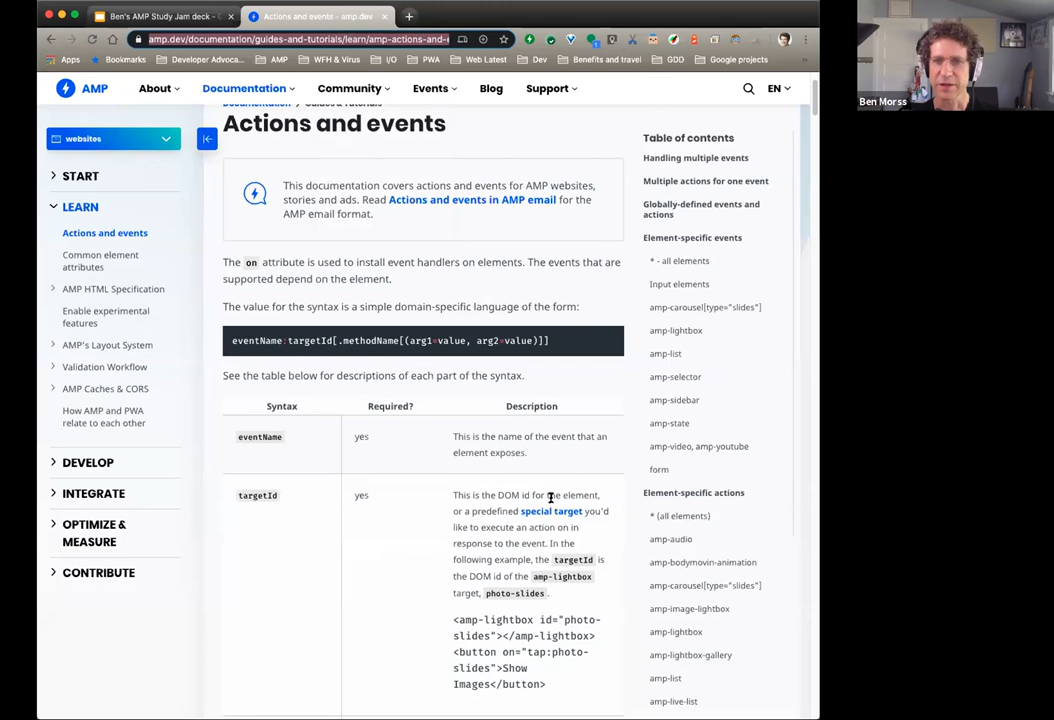 Ben's AMP Study Jam deck - G
Actions and events - amp.dev
amp.dev/documentation/guides-and-tutorials/learn/amp-actions-and-e
Apps
Bookmarks
Developer Advoca...
AMP
WFH & Virus
I/O
PWA
Web Latest
Dev
Benefits and travel
GDD
Google projects
AMP
About
Documentation
Community
Events
Blog
Support
EN
websites
START
LEARN
Actions and events
Common element
attributes
AMP HTML Specification
Enable experimental
features
AMP's Layout System
Validation Workflow
AMP Caches & CORS
How AMP and PWA
relate to each other
DEVELOP
INTEGRATE
OPTIMIZE &
MEASURE
CONTRIBUTE
Documentation
Guides & Tutorials
Actions and events
This documentation covers actions and events for AMP websites,
stories and ads. Read Actions and events in AMP email for the
AMP email format.
The on attribute is used to install event handlers on elements. The events that are
supported depend on the element.
The value for the syntax is a simple domain-specific language of the form:
eventName:targetId[.methodName[(arg1=value, arg2=value)]]
See the table below for descriptions of each part of the syntax.
Syntax Required? Description
eventName yes This is the name of the event that an
element exposes.
targetId yes This is the DOM id for the element,
or a predefined special target you'd
like to execute an action on in
response to the event. In the
following example, the targetId is
the DOM id of the amp-lightbox
target, photo-slides.
<amp-lightbox id="photo-
slides"></amp-lightbox>
<button on="tap:photo-
slides">Show
Images</button>
Table of contents
Handling multiple events
Multiple actions for one event
Globally-defined events and
actions
Element-specific events
* - all elements
Input elements
amp-carousel[type="slides"]
amp-lightbox
amp-list
amp-selector
amp-sidebar
amp-state
amp-video, amp-youtube
form
Element-specific actions
* (all elements)
amp-audio
amp-bodymovin-animation
amp-carousel[type="slides"]
amp-image-lightbox
amp-lightbox
amp-lightbox-gallery
amp-list
amp-live-list
Ben Morss